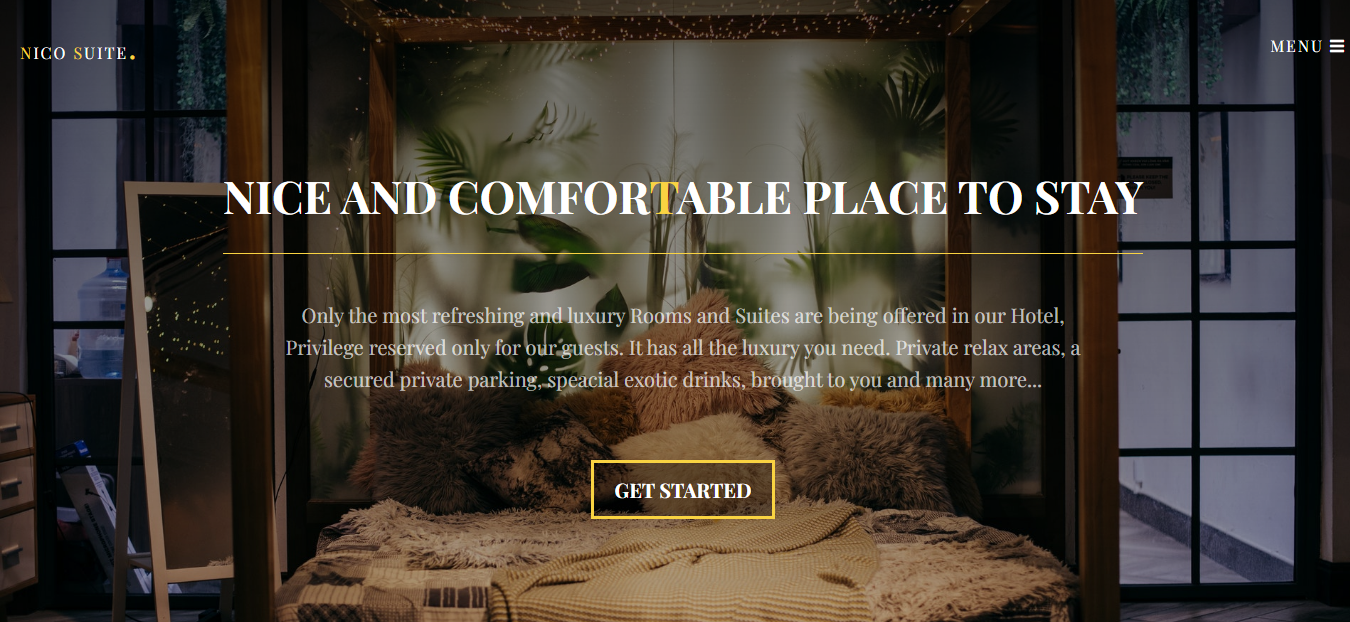 NICO SUITE.
MENU
NICE AND COMFORTABLE PLACE TO STAY
Only the most refreshing and luxury Rooms and Suites are being offered in our Hotel,
Privilege reserved only for our guests. It has all the luxury you need. Private relax areas, a
secured private parking, speacial exotic drinks, brought to you and many more...
GET STARTED